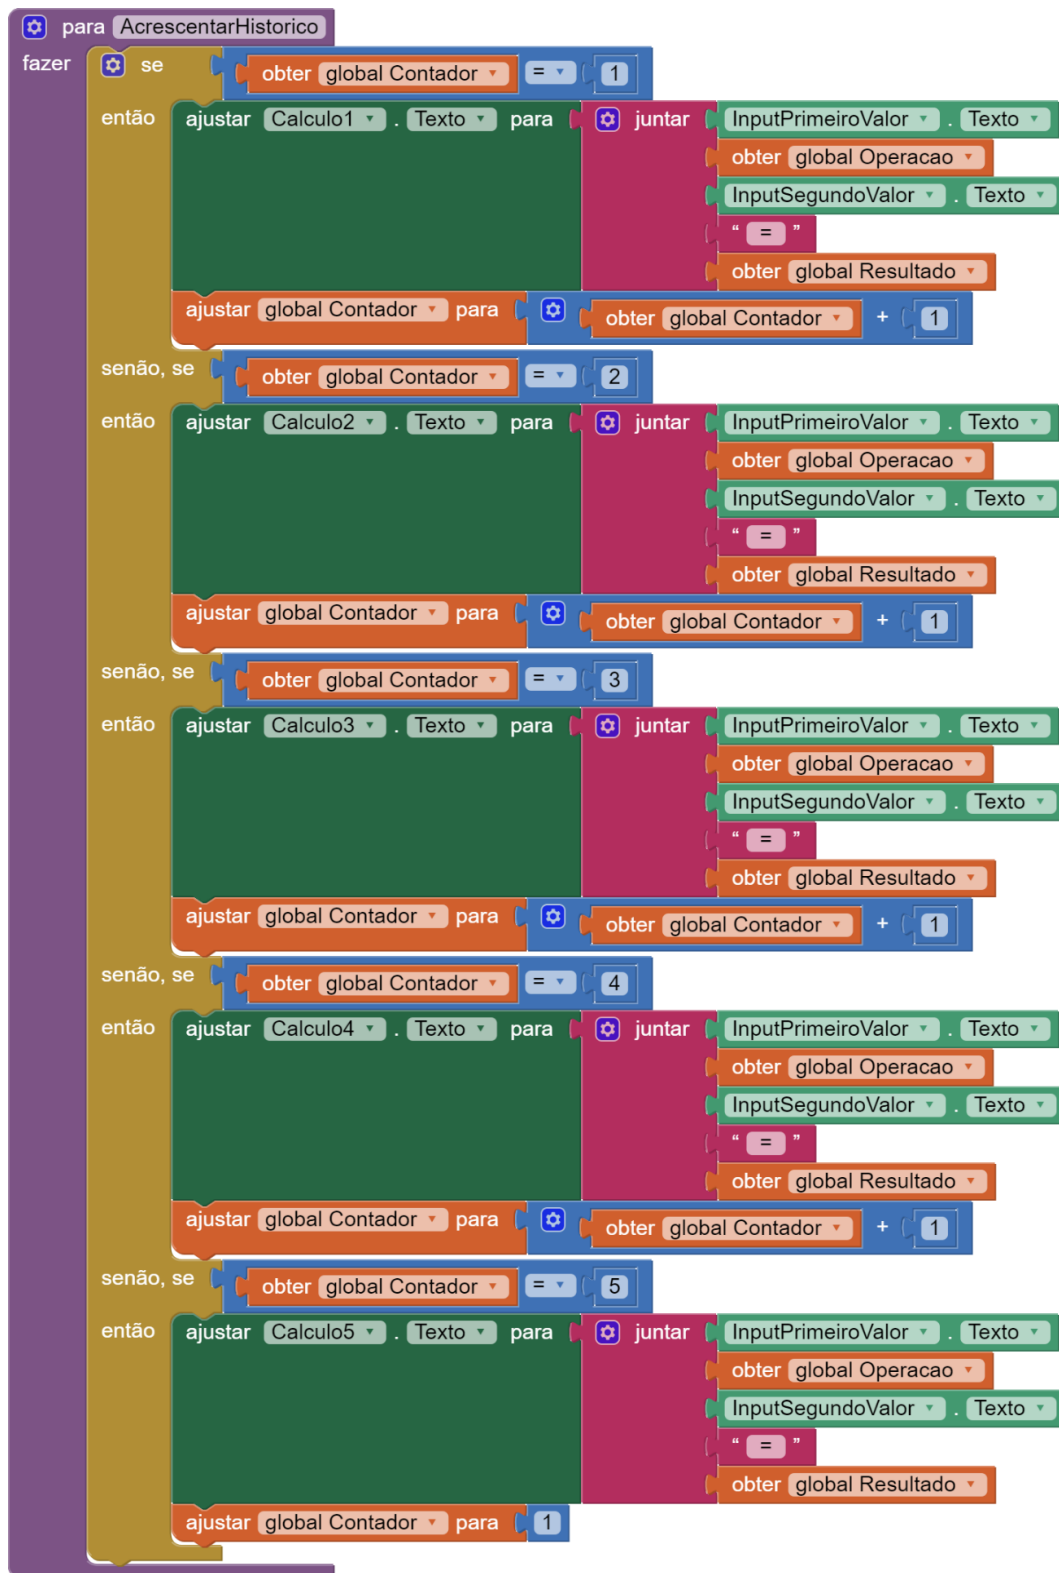 para AcrescentarHistorico
fazer se obter global Contador = 1
então ajustar Calculo1 . Texto para juntar InputPrimeiroValor . Texto
obter global Operacao
InputSegundoValor . Texto
“ = ”
obter global Resultado
ajustar global Contador para obter global Contador + 1
senão, se obter global Contador = 2
então ajustar Calculo2 . Texto para juntar InputPrimeiroValor . Texto
obter global Operacao
InputSegundoValor . Texto
“ = ”
obter global Resultado
ajustar global Contador para obter global Contador + 1
senão, se obter global Contador = 3
então ajustar Calculo3 . Texto para juntar InputPrimeiroValor . Texto
obter global Operacao
InputSegundoValor . Texto
“ = ”
obter global Resultado
ajustar global Contador para obter global Contador + 1
senão, se obter global Contador = 4
então ajustar Calculo4 . Texto para juntar InputPrimeiroValor . Texto
obter global Operacao
InputSegundoValor . Texto
“ = ”
obter global Resultado
ajustar global Contador para obter global Contador + 1
senão, se obter global Contador = 5
então ajustar Calculo5 . Texto para juntar InputPrimeiroValor . Texto
obter global Operacao
InputSegundoValor . Texto
“ = ”
obter global Resultado
ajustar global Contador para 1